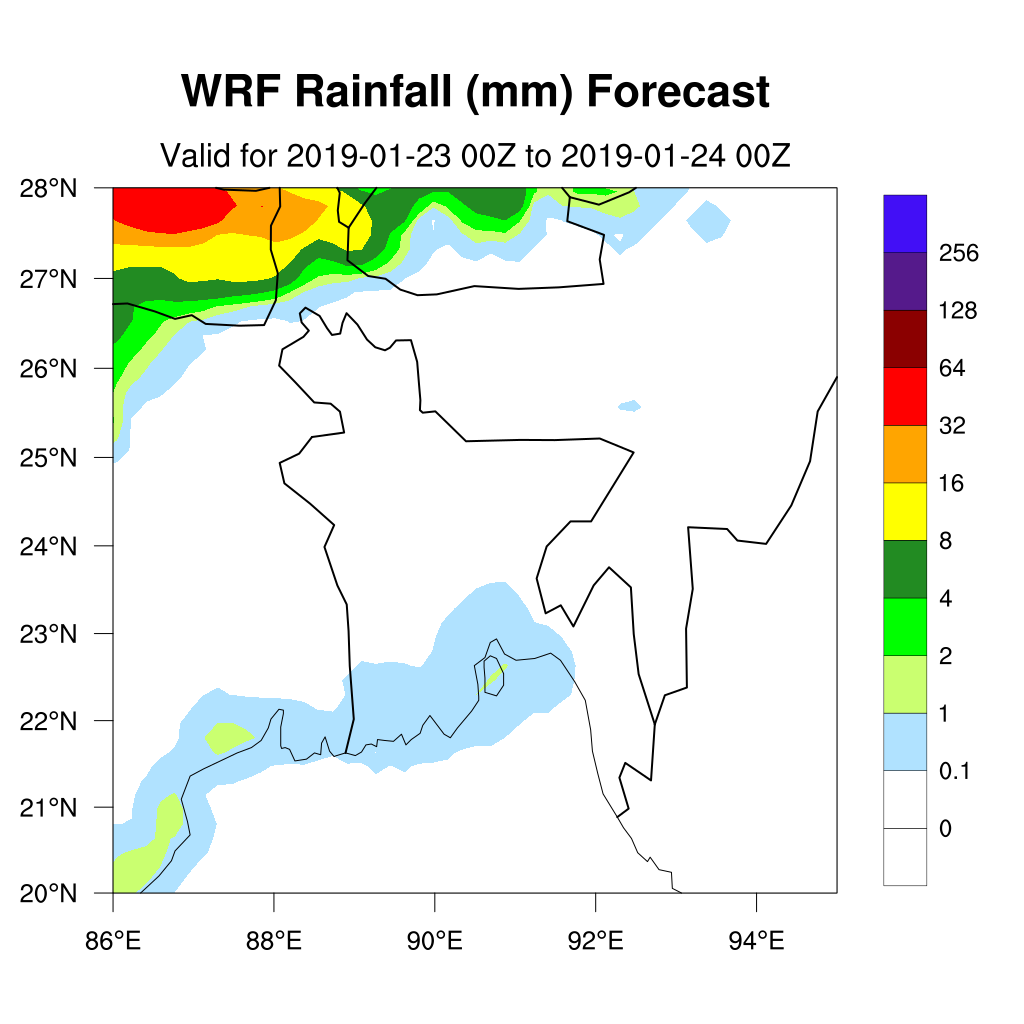 WRF Rainfall (mm) Forecast
Valid for 2019-01-23 00Z to 2019-01-24 00Z
28°N
27°N
26°N
25°N
24°N
23°N
22°N
21°N
20°N
86°E 88°E 90°E 92°E 94°E
256
128
64
32
16
8
4
2
1
0.1
0